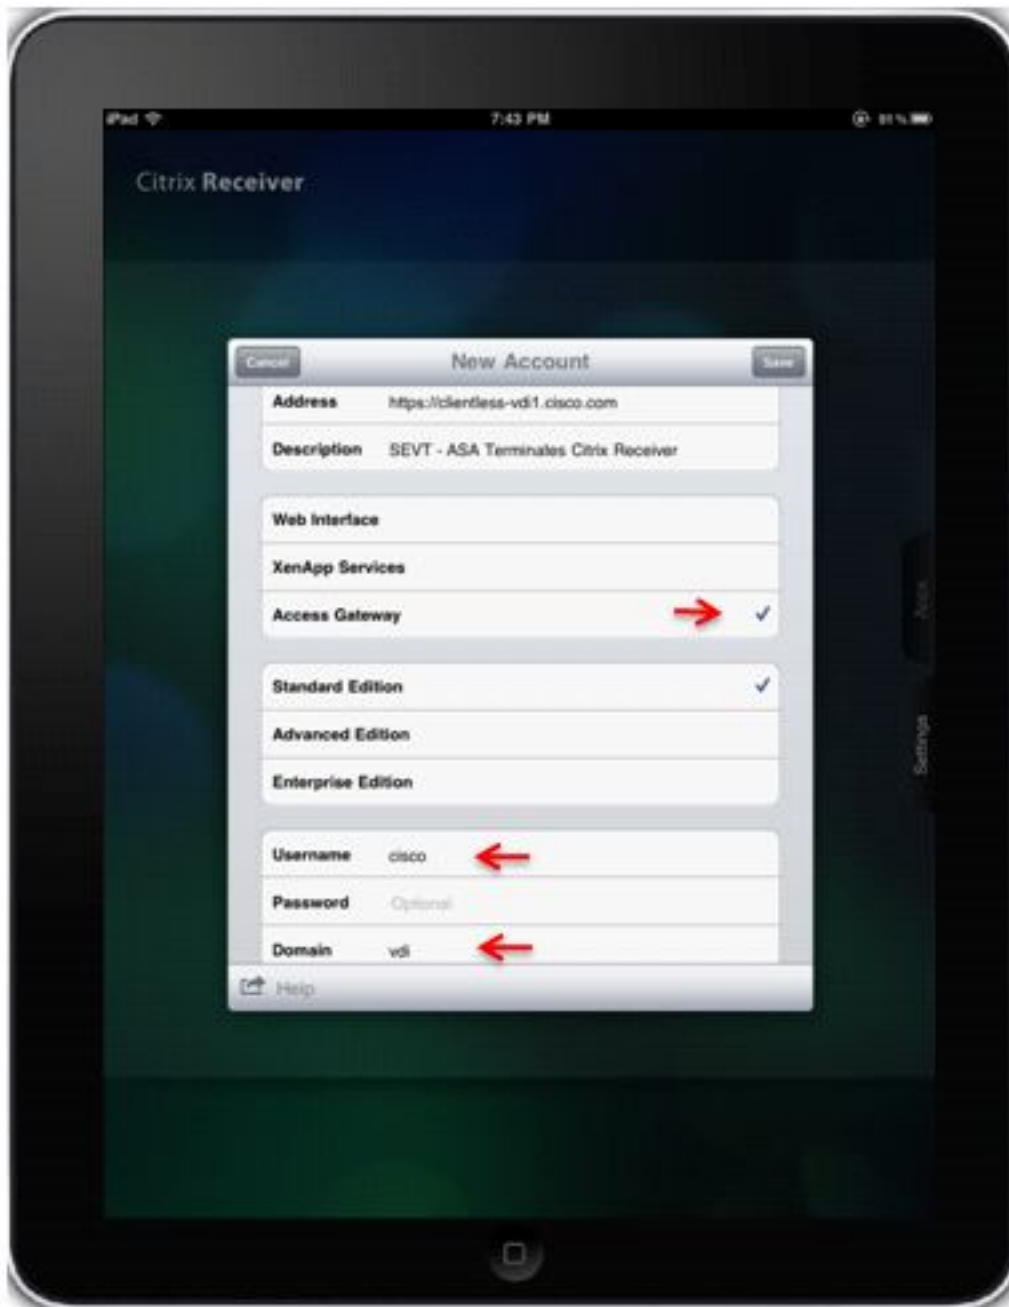 iPad 7:43 PM 91%
Citrix Receiver
Cancel New Account Save
Address https://clientless-vdi1.cisco.com
Description SEVT - ASA Terminates Citrix Receiver
Web Interface
XenApp Services
Access Gateway
Standard Edition
Advanced Edition
Enterprise Edition
Username cisco
Password Optional
Domain vdi
Help
Apps
Settings